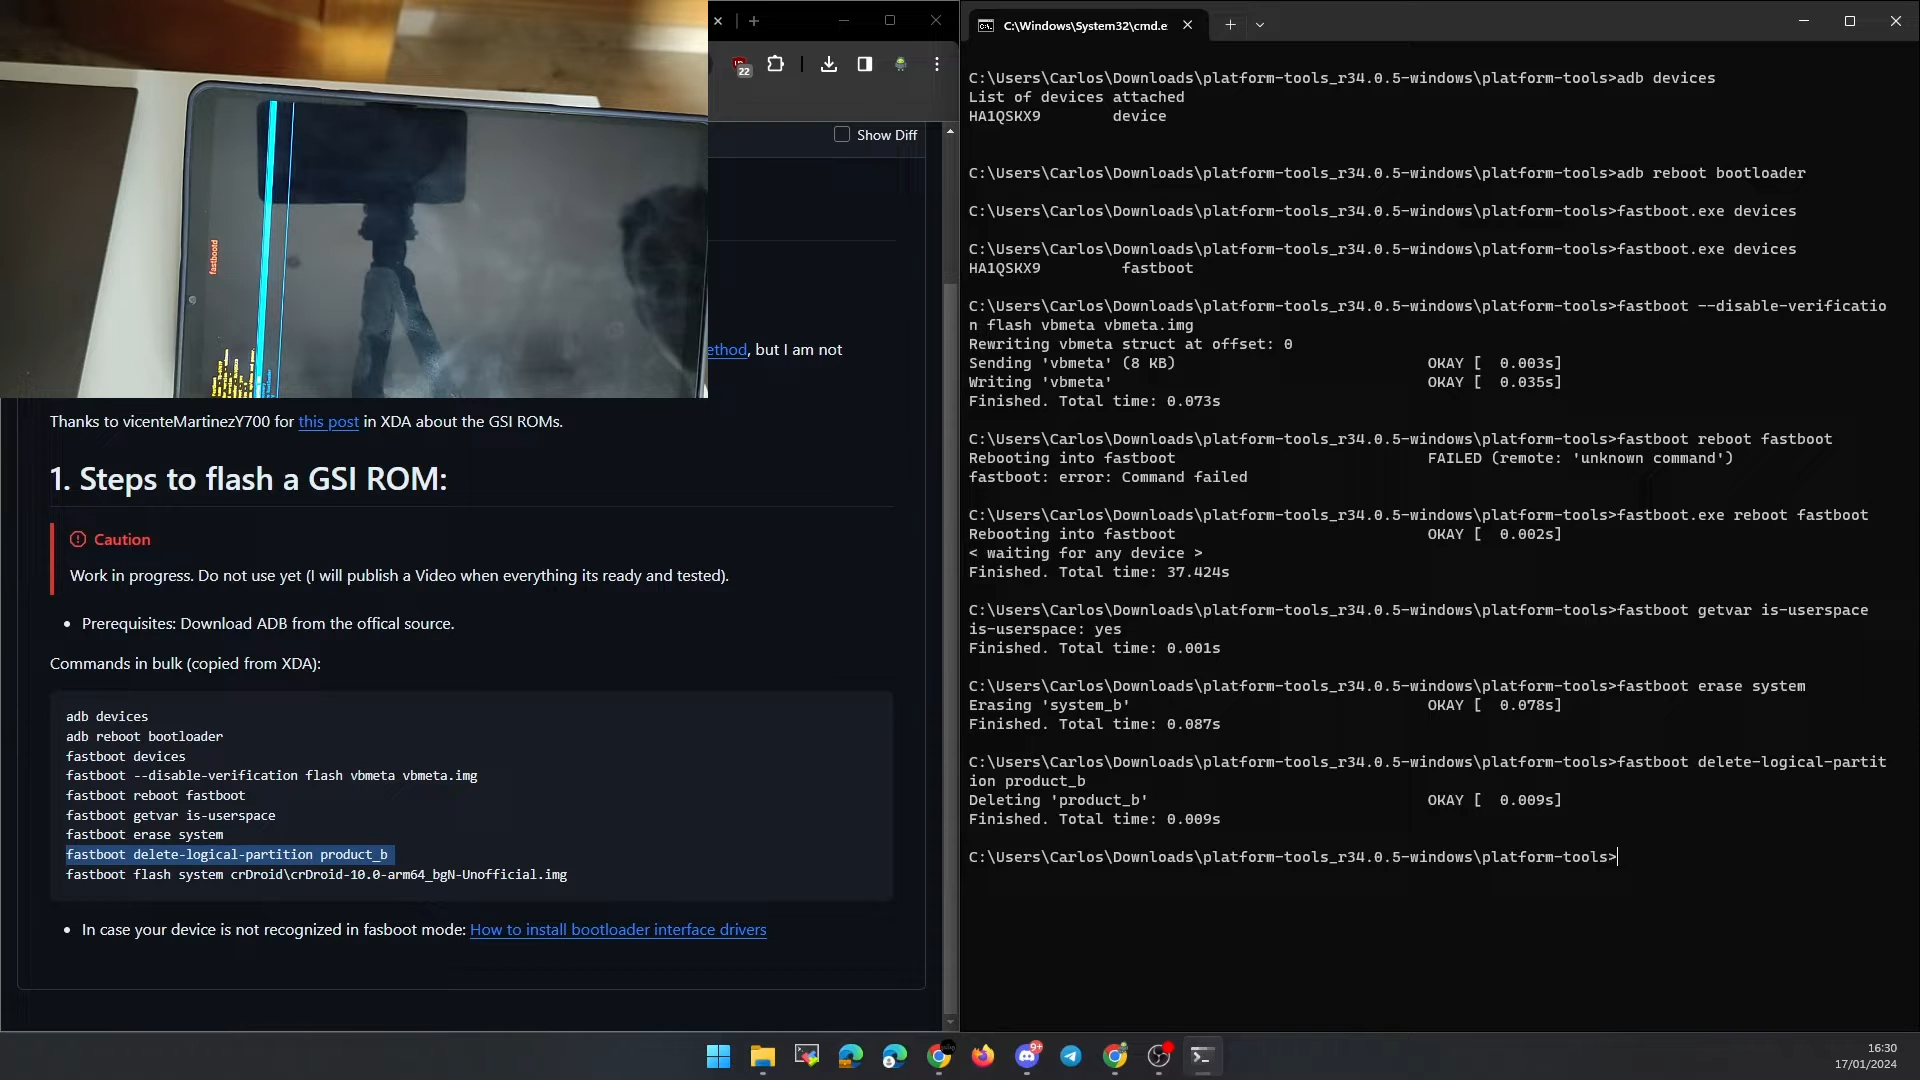 22
Show Diff
ethod, but I am not
fastbootd
Thanks to vicenteMartinezY700 for this post in XDA about the GSI ROMs.
1. Steps to flash a GSI ROM:
Caution
Work in progress. Do not use yet (I will publish a Video when everything its ready and tested).
Prerequisites: Download ADB from the offical source.
Commands in bulk (copied from XDA):
adb devices
adb reboot bootloader
fastboot devices
fastboot --disable-verification flash vbmeta vbmeta.img
fastboot reboot fastboot
fastboot getvar is-userspace
fastboot erase system
fastboot delete-logical-partition product_b
fastboot flash system crDroid\crDroid-10.0-arm64_bgN-Unofficial.img
In case your device is not recognized in fasboot mode: How to install bootloader interface drivers
C:\Windows\System32\cmd.e
C:\Users\Carlos\Downloads\platform-tools_r34.0.5-windows\platform-tools>adb devices
List of devices attached
HA1QSKX9 device
C:\Users\Carlos\Downloads\platform-tools_r34.0.5-windows\platform-tools>adb reboot bootloader
C:\Users\Carlos\Downloads\platform-tools_r34.0.5-windows\platform-tools>fastboot.exe devices
C:\Users\Carlos\Downloads\platform-tools_r34.0.5-windows\platform-tools>fastboot.exe devices
HA1QSKX9 fastboot
C:\Users\Carlos\Downloads\platform-tools_r34.0.5-windows\platform-tools>fastboot --disable-verificatio
n flash vbmeta vbmeta.img
Rewriting vbmeta struct at offset: 0
Sending 'vbmeta' (8 KB) OKAY [ 0.003s]
Writing 'vbmeta' OKAY [ 0.035s]
Finished. Total time: 0.073s
C:\Users\Carlos\Downloads\platform-tools_r34.0.5-windows\platform-tools>fastboot reboot fastboot
Rebooting into fastboot FAILED (remote: 'unknown command')
fastboot: error: Command failed
C:\Users\Carlos\Downloads\platform-tools_r34.0.5-windows\platform-tools>fastboot.exe reboot fastboot
Rebooting into fastboot OKAY [ 0.002s]
< waiting for any device >
Finished. Total time: 37.424s
C:\Users\Carlos\Downloads\platform-tools_r34.0.5-windows\platform-tools>fastboot getvar is-userspace
is-userspace: yes
Finished. Total time: 0.001s
C:\Users\Carlos\Downloads\platform-tools_r34.0.5-windows\platform-tools>fastboot erase system
Erasing 'system_b' OKAY [ 0.078s]
Finished. Total time: 0.087s
C:\Users\Carlos\Downloads\platform-tools_r34.0.5-windows\platform-tools>fastboot delete-logical-partit
ion product_b
Deleting 'product_b' OKAY [ 0.009s]
Finished. Total time: 0.009s
C:\Users\Carlos\Downloads\platform-tools_r34.0.5-windows\platform-tools>
9+
16:30
17/01/2024